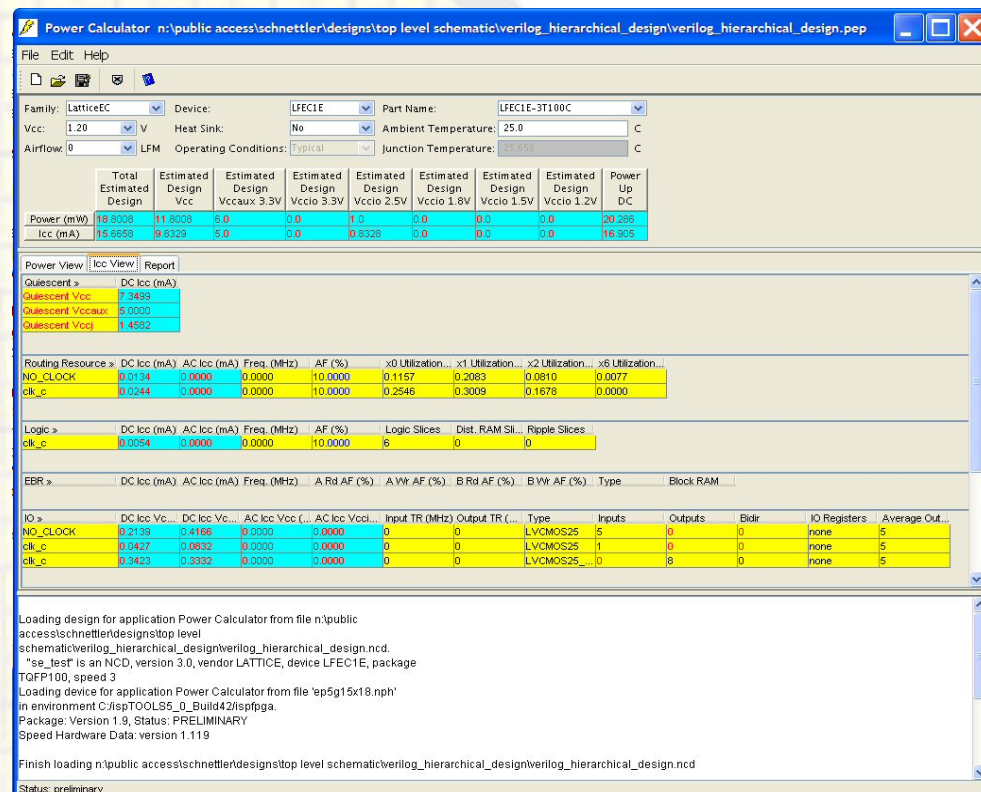 Power Calculator n:\public access\schnettler\designs\top level schematic\verilog_hierarchical_design\verilog_hierarchical_design.pep
File Edit Help
Family: LatticeEC Device: LFEC1E Part Name: LFEC1E-3T100C
Vcc: 1.20 V Heat Sink: No Ambient Temperature: 25.0 C
Airflow: 0 LFM Operating Conditions: Typical Junction Temperature: 25.650 C
Total Estimated Design Estimated Design Vcc Estimated Design Vccaux 3.3V Estimated Design Vccio 3.3V Estimated Design Vccio 2.5V Estimated Design Vccio 1.8V Estimated Design Vccio 1.5V Estimated Design Vccio 1.2V Power Up DC
Power (mW) 18.8008 11.8008 6.0 0.0 1.0 0.0 0.0 0.0 20.286
Icc (mA) 15.6658 9.8329 5.0 0.0 0.8328 0.0 0.0 0.0 16.905
Power View Icc View Report
Quiescent » DC Icc (mA)
Quiescent Vcc 7.3499
Quiescent Vccaux 5.0000
Quiescent Vccj 1.4582
Routing Resource » DC Icc (mA) AC Icc (mA) Freq. (MHz) AF (%) x0 Utilization... x1 Utilization... x2 Utilization... x6 Utilization...
NO_CLOCK 0.0134 0.0000 0.0000 10.0000 0.1157 0.2083 0.0810 0.0077
clk_c 0.0244 0.0000 0.0000 10.0000 0.2546 0.3009 0.1678 0.0000
Logic » DC Icc (mA) AC Icc (mA) Freq. (MHz) AF (%) Logic Slices Dist. RAM Sli... Ripple Slices
clk_c 0.0054 0.0000 0.0000 10.0000 6 0 0
EBR » DC Icc (mA) AC Icc (mA) Freq. (MHz) A Rd AF (%) A Wr AF (%) B Rd AF (%) B Wr AF (%) Type Block RAM
IO » DC Icc Vc... DC Icc Vc... AC Icc Vcc (... AC Icc Vcci... Input TR (MHz) Output TR (... Type Inputs Outputs Bidir IO Registers Average Out...
NO_CLOCK 0.2139 0.4166 0.0000 0.0000 0 0 LVCMOS25 5 0 0 none 5
clk_c 0.0427 0.0832 0.0000 0.0000 0 0 LVCMOS25 1 0 0 none 5
clk_c 0.3423 0.3332 0.0000 0.0000 0 0 LVCMOS25_... 0 8 0 none 5
Loading design for application Power Calculator from file n:\public
access\schnettler\designs\top level
schematic\verilog_hierarchical_design\verilog_hierarchical_design.ncd.
"se_test" is an NCD, version 3.0, vendor LATTICE, device LFEC1E, package
TQFP100, speed 3
Loading device for application Power Calculator from file 'ep5g15x18.nph'
in environment C:/ispTOOLS5_0_Build42/ispfpga.
Package: Version 1.9, Status: PRELIMINARY
Speed Hardware Data: version 1.119
Finish loading n:\public access\schnettler\designs\top level schematic\verilog_hierarchical_design\verilog_hierarchical_design.ncd
Status: preliminary